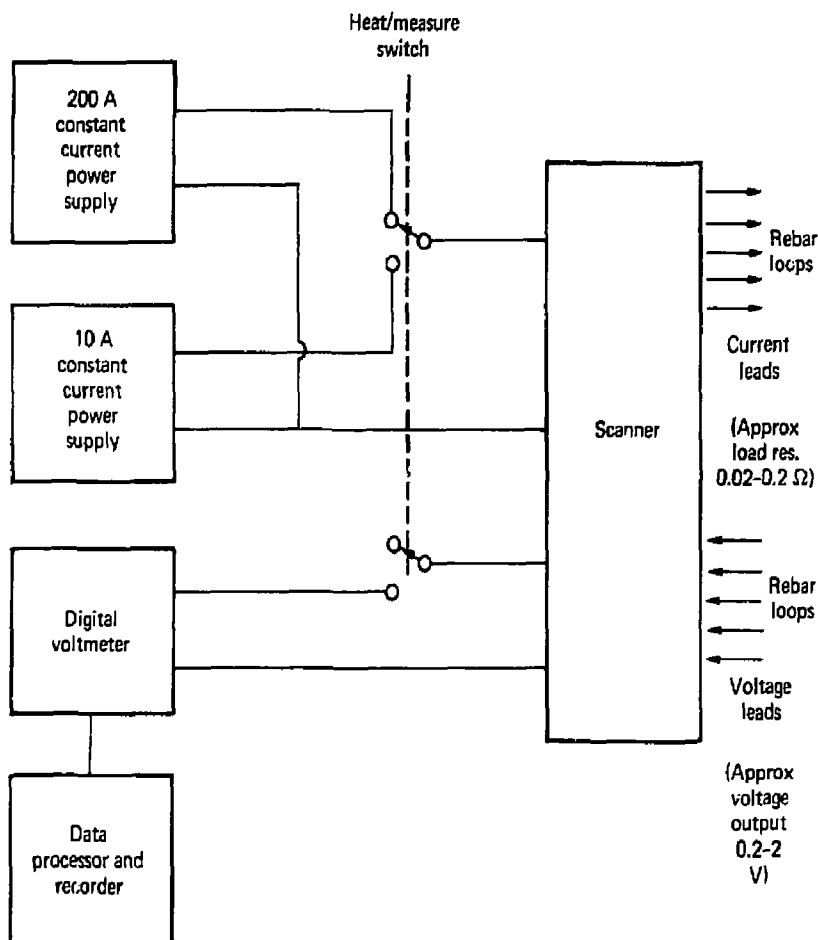 Heat/measure
switch
200 A
constant
current
power
supply
10 A
constant
current
power
supply
Digital
voltmeter
Data
processor and
recorder
Scanner
Rebar
loops
Current
leads
(Approx
load res.
0.02-0.2 Ω)
Rebar
loops
Voltage
leads
(Approx
voltage
output
0.2-2
V)